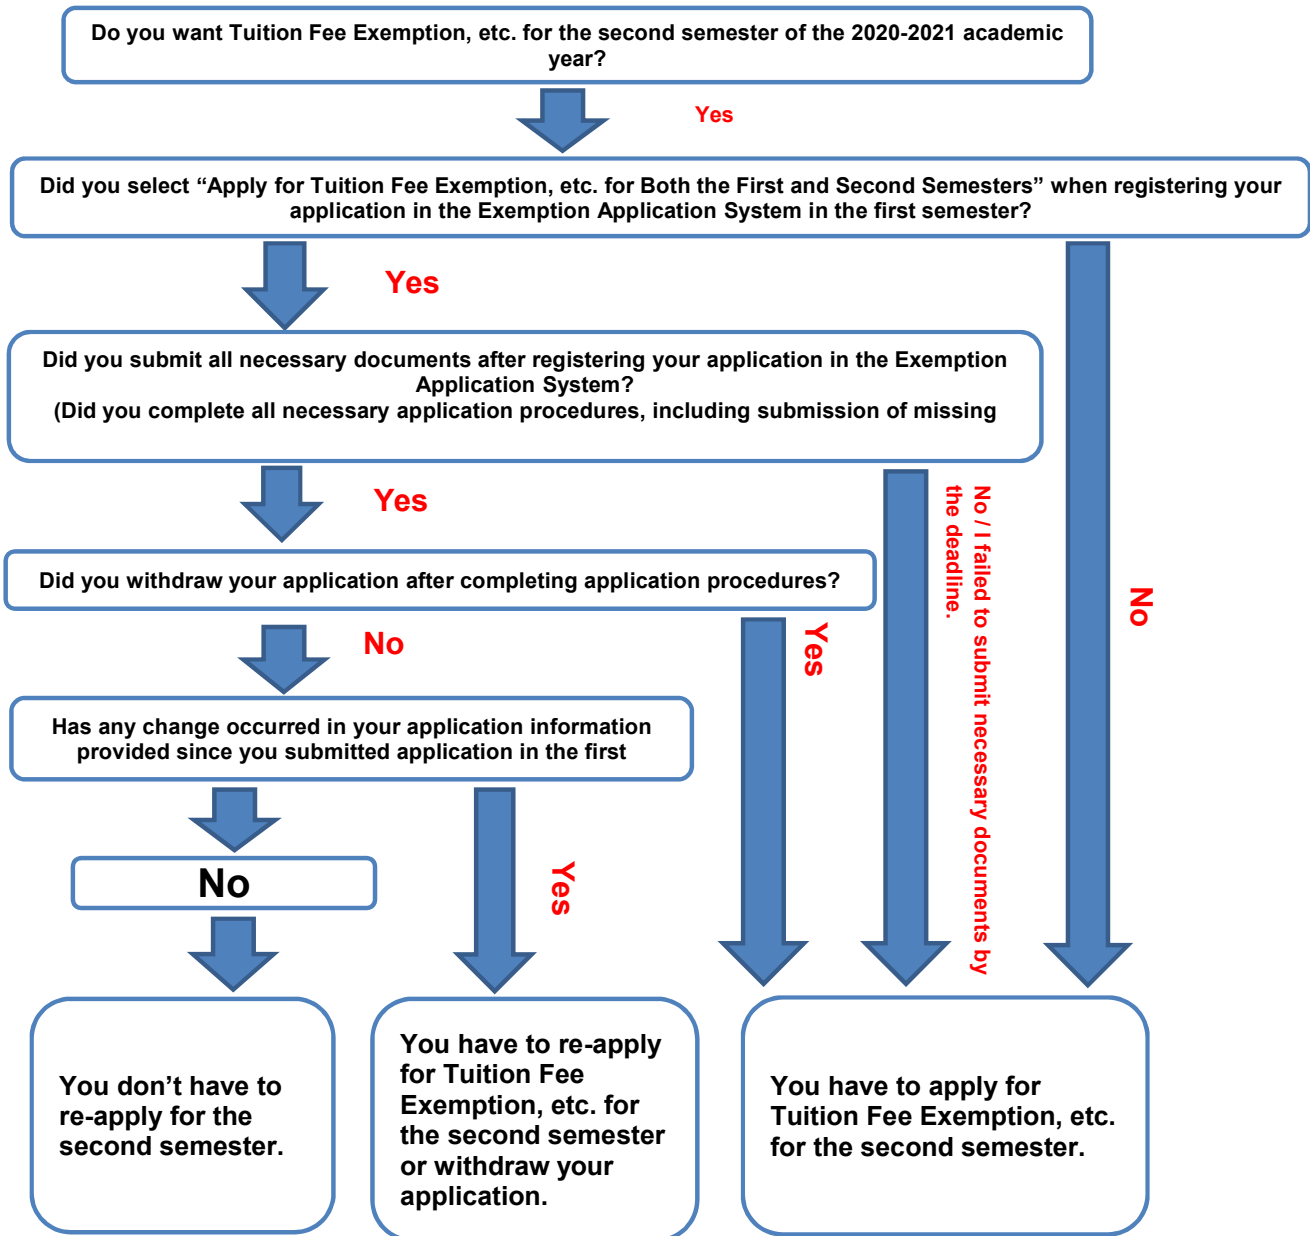 Do you want Tuition Fee Exemption, etc. for the second semester of the 2020-2021 academic
year?
Yes
Did you select “Apply for Tuition Fee Exemption, etc. for Both the First and Second Semesters” when registering your
application in the Exemption Application System in the first semester?
Yes
No
Did you submit all necessary documents after registering your application in the Exemption
Application System?
(Did you complete all necessary application procedures, including submission of missing
Yes
No / I failed to submit necessary documents by
the deadline.
Did you withdraw your application after completing application procedures?
No
Yes
Has any change occurred in your application information
provided since you submitted application in the first
No
Yes
You don’t have to
re-apply for the
second semester.
You have to re-apply
for Tuition Fee
Exemption, etc. for
the second semester
or withdraw your
application.
You have to apply for
Tuition Fee Exemption, etc.
for the second semester.